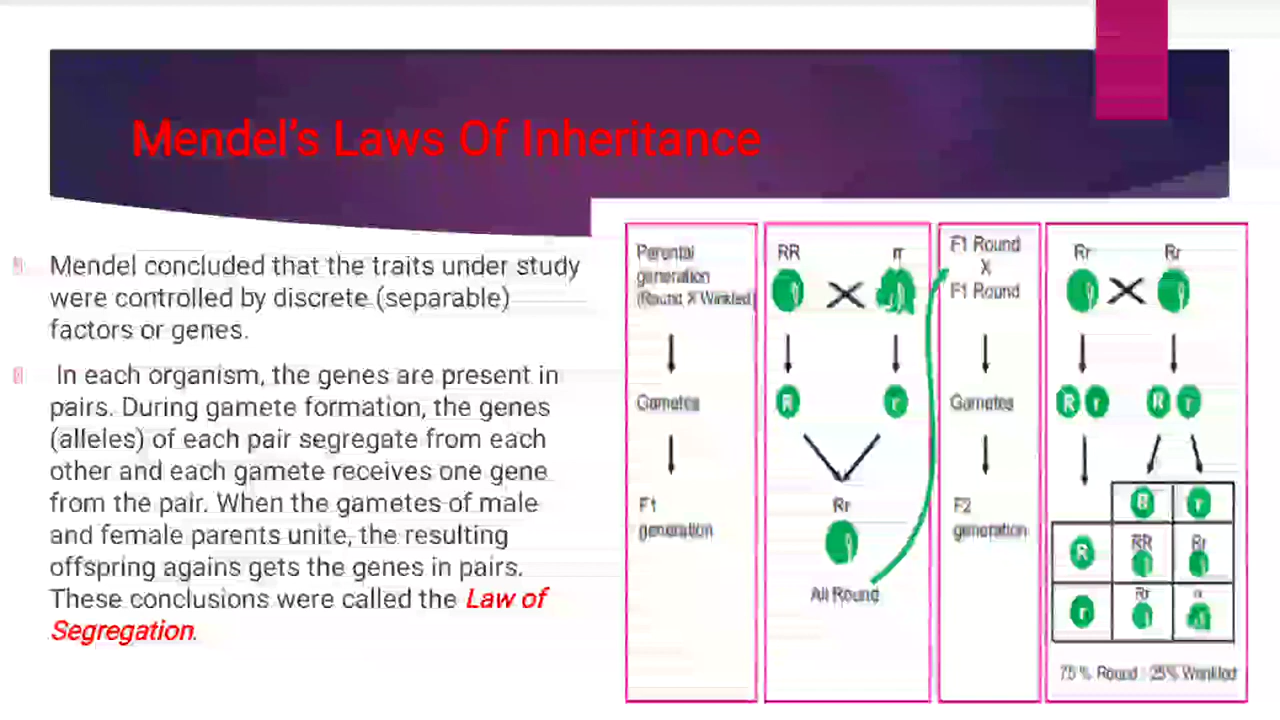 Mendel's Laws Of Inheritance
Mendel concluded that the traits under study
were controlled by discrete (separable)
factors or genes.
In each organism, the genes are present in
pairs. During gamete formation, the genes
(alleles) of each pair segregate from each
other and each gamete receives one gene
from the pair. When the gametes of male
and female parents unite, the resulting
offspring agains gets the genes in pairs.
These conclusions were called the Law of
Segregation.
Parental
generation
(Round X Winkled)
Gametes
F1
generation
RR
rr
R
r
Rr
All Round
F1 Round
X
F1 Round
Gametes
F2
generation
Rr
Rr
R r
R r
R r
R RR Rr
r Rr rr
75 % Round : 25% Wrinkled